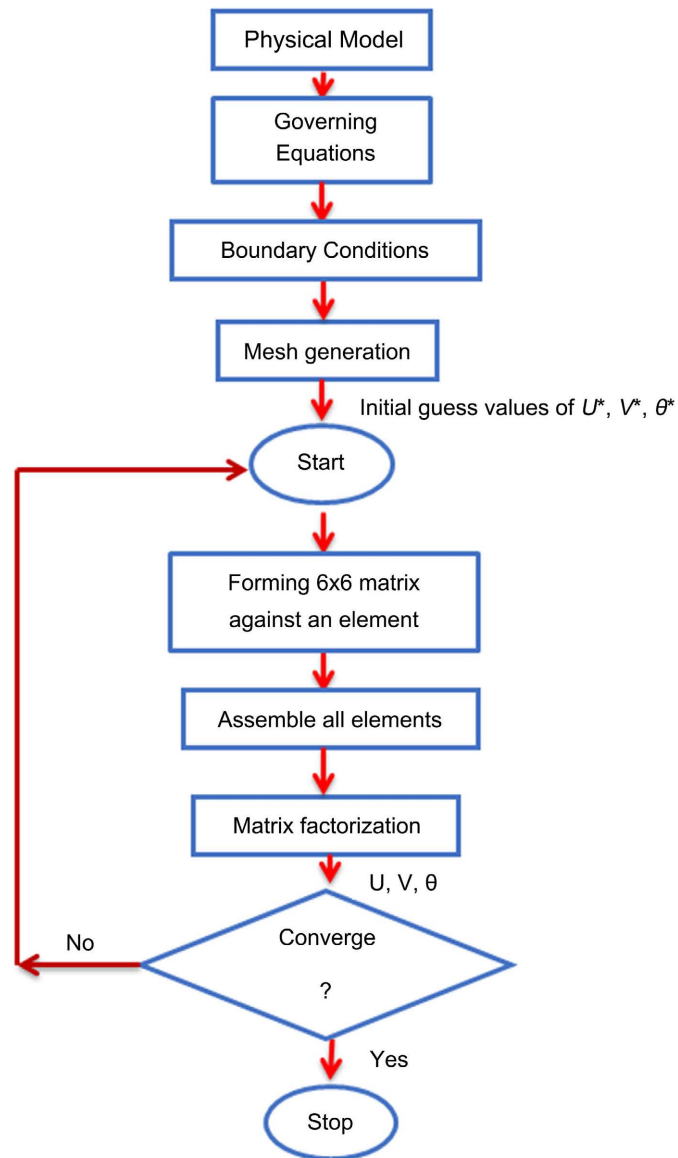 Physical Model
Governing
Equations
Boundary Conditions
Mesh generation
Initial guess values of U*, V*, θ*
Start
Forming 6x6 matrix
against an element
Assemble all elements
Matrix factorization
U, V, θ
No
Converge
?
Yes
Stop